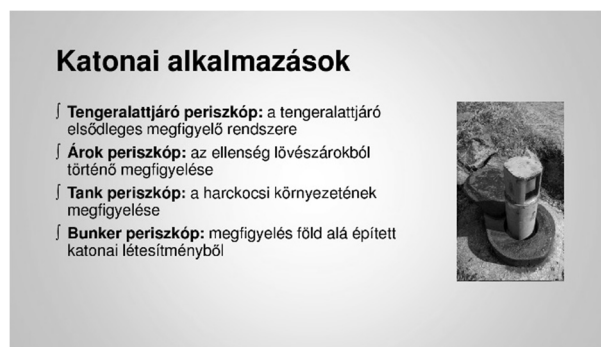 Katonai alkalmazások
∫ Tengeralattjáró periszkóp: a tengeralattjáró
elsődleges megfigyelő rendszere
∫ Árok periszkóp: az ellenség lövészárokból
történő megfigyelése
∫ Tank periszkóp: a harckocsi környezetének
megfigyelése
∫ Bunker periszkóp: megfigyelés föld alá épített
katonai létesítményből